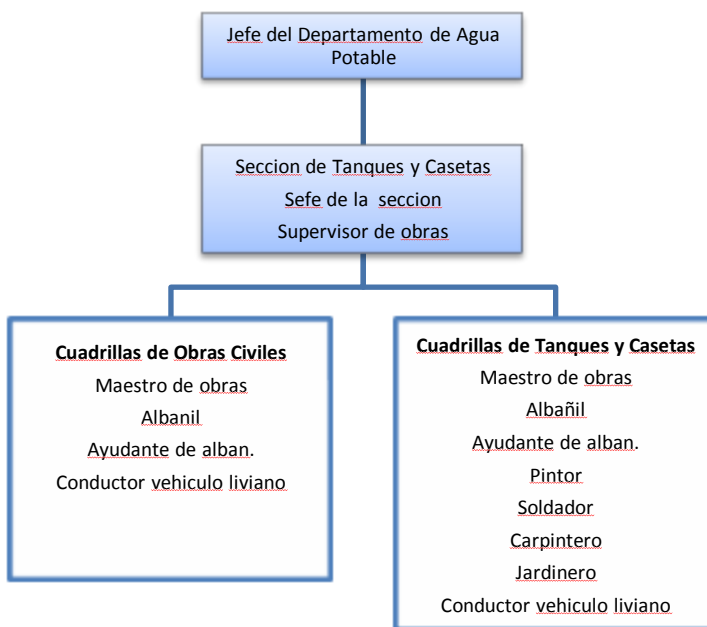 Jefe del Departamento de Agua
Potable
Seccion de Tanques y Casetas
Sefe de la seccion
Supervisor de obras
Cuadrillas de Obras Civiles
Maestro de obras
Albanil
Ayudante de alban.
Conductor vehiculo liviano
Cuadrillas de Tanques y Casetas
Maestro de obras
Albañil
Ayudante de alban.
Pintor
Soldador
Carpintero
Jardinero
Conductor vehiculo liviano